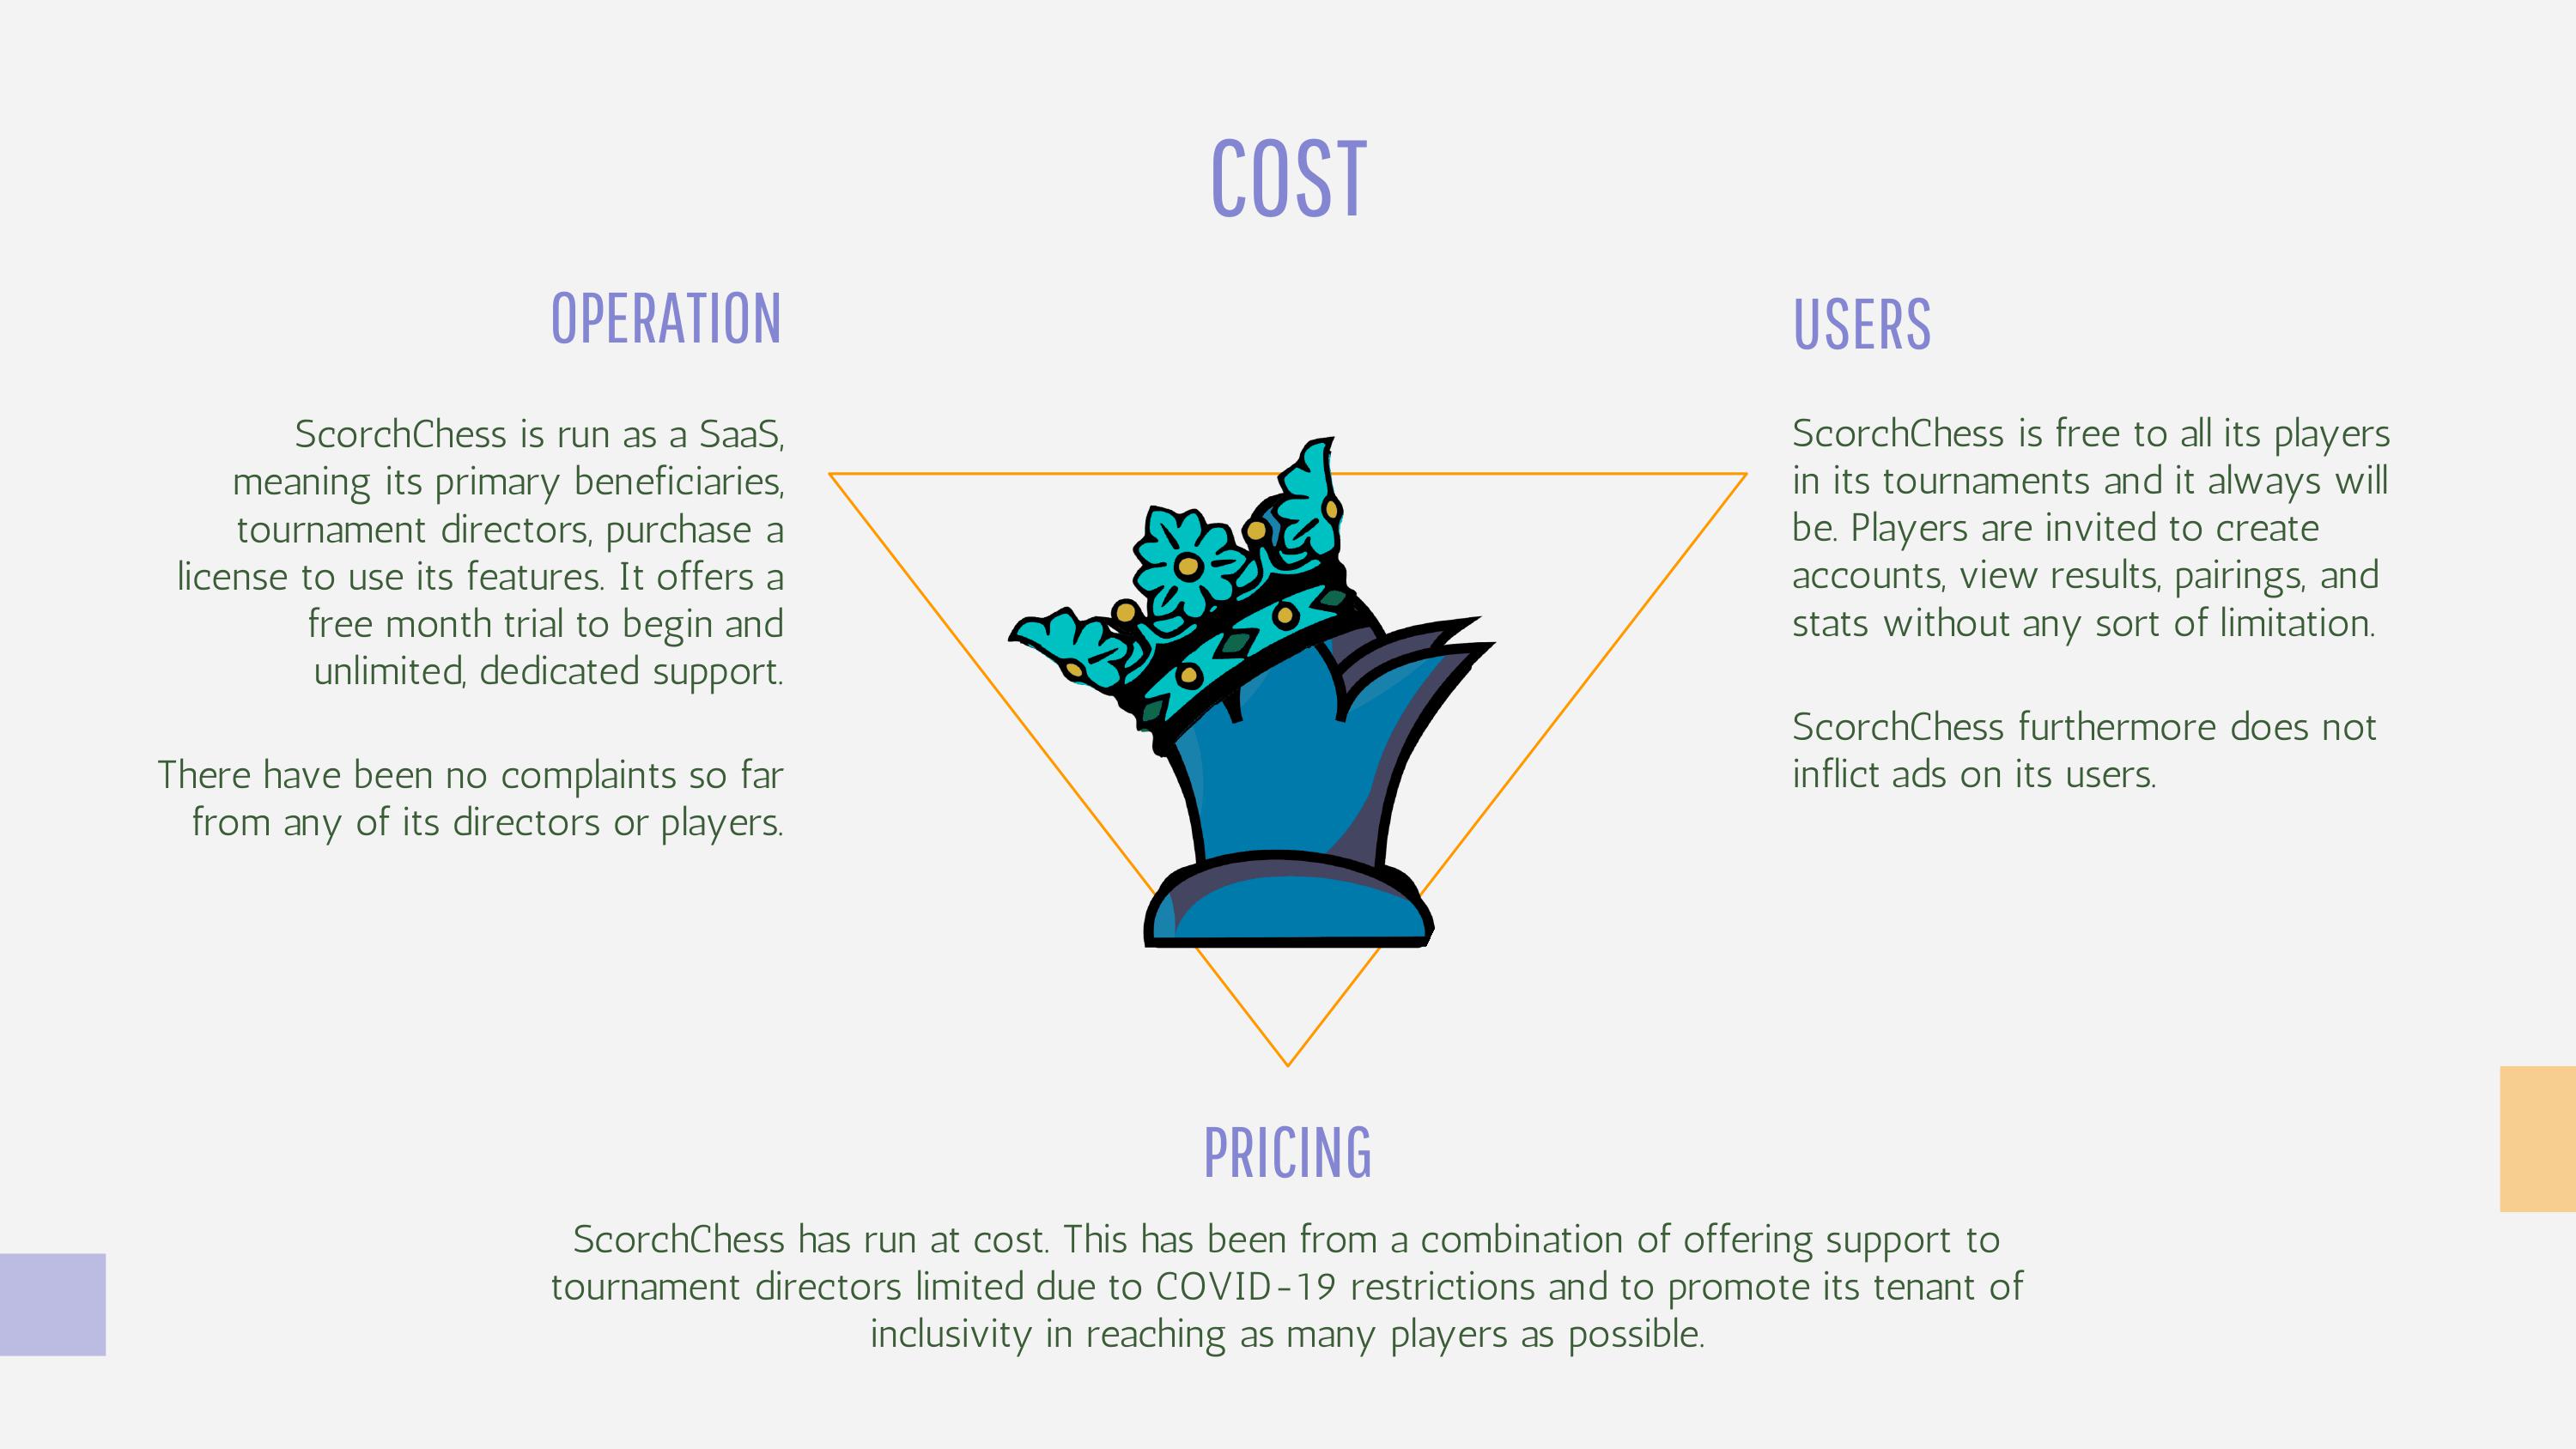 COST
OPERATION
ScorchChess is run as a SaaS,
meaning its primary beneficiaries,
tournament directors, purchase a
license to use its features. It offers a
free month trial to begin and
unlimited, dedicated support.
There have been no complaints so far
from any of its directors or players.
USERS
ScorchChess is free to all its players
in its tournaments and it always will
be. Players are invited to create
accounts, view results, pairings, and
stats without any sort of limitation.
ScorchChess furthermore does not
inflict ads on its users.
PRICING
ScorchChess has run at cost. This has been from a combination of offering support to
tournament directors limited due to COVID-19 restrictions and to promote its tenant of
inclusivity in reaching as many players as possible.